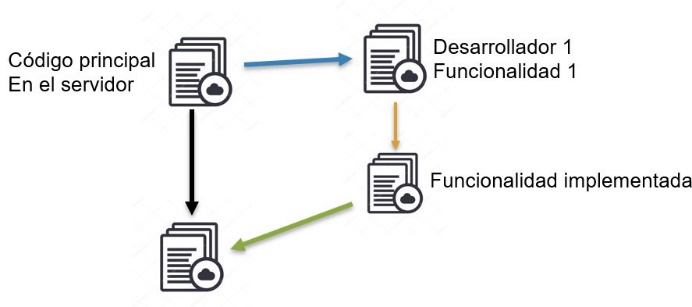 Código principal
En el servidor
Desarrollador 1
Funcionalidad 1
Funcionalidad implementada